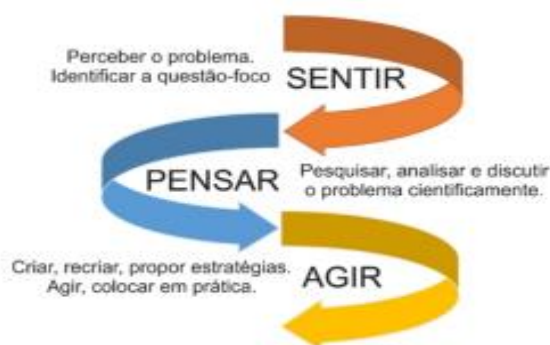 Perceber o problema.
Identificar a questão-foco
SENTIR
PENSAR
Pesquisar, analisar e discutir
o problema cientificamente.
Criar, recriar, propor estratégias.
Agir, colocar em prática.
AGIR